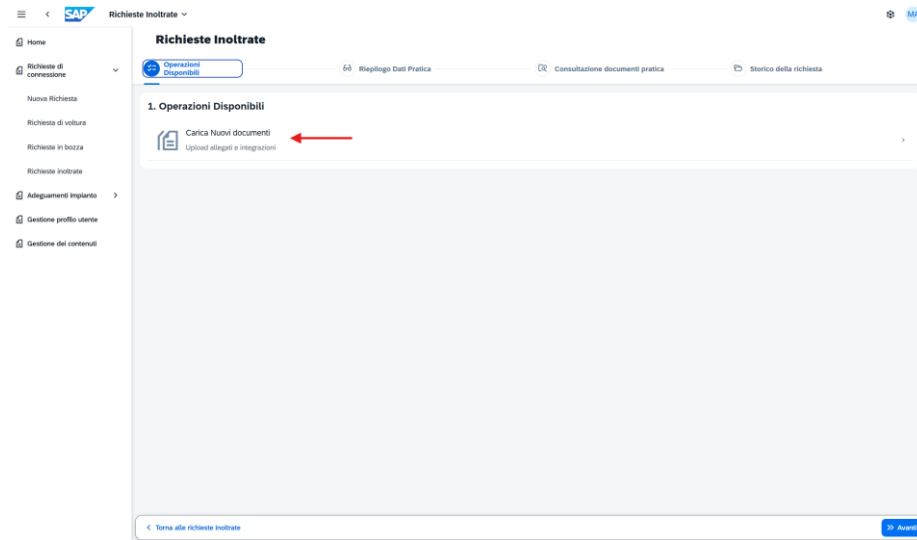 SAP
Richieste Inoltrate
MA
Home
Richieste di
connessione
Nuova Richiesta
Richiesta di voltura
Richieste in bozza
Richieste inoltrate
Adeguamenti impianto
Gestione profilo utente
Gestione dei contenuti
Richieste Inoltrate
Operazioni
Disponibili
Riepilogo Dati Pratica
Consultazione documenti pratica
Storico della richiesta
1. Operazioni Disponibili
Carica Nuovi documenti
Upload allegati e integrazioni
Torna alle richieste inoltrate
Avanti